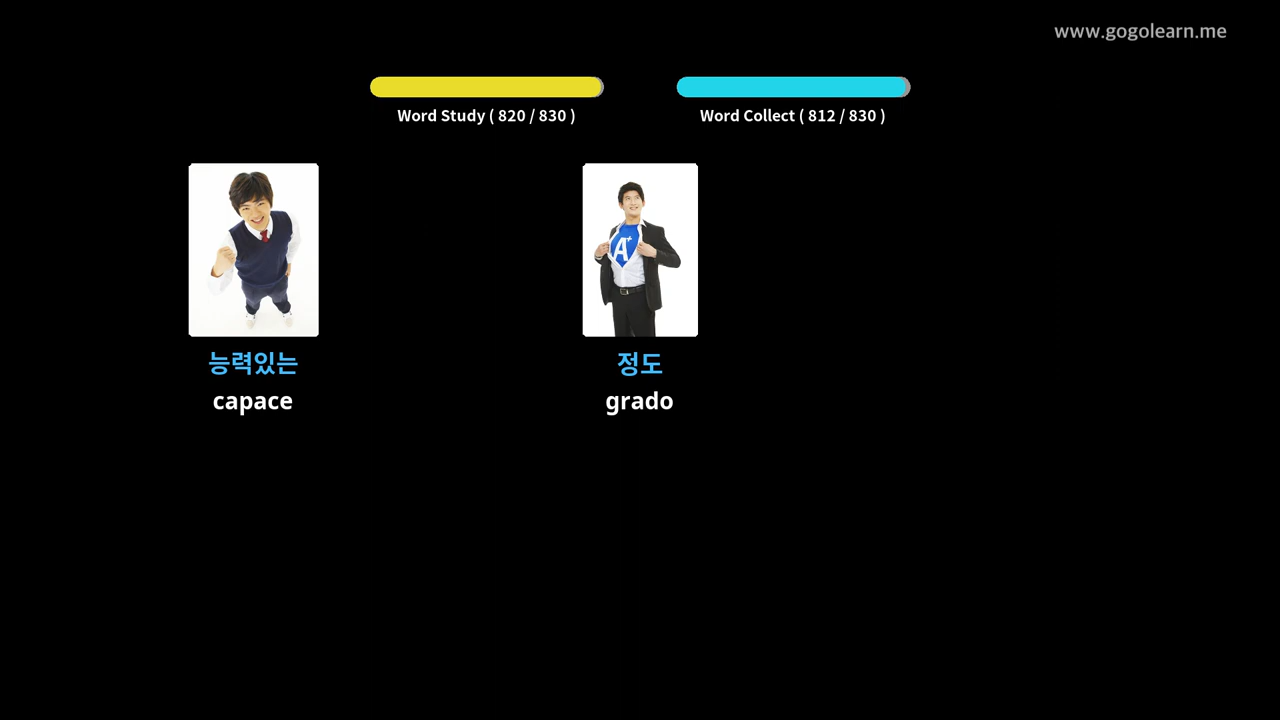 www.gogolearn.me
Word Study ( 820 / 830 )
Word Collect ( 812 / 830 )
A+
능력있는
capace
정도
grado